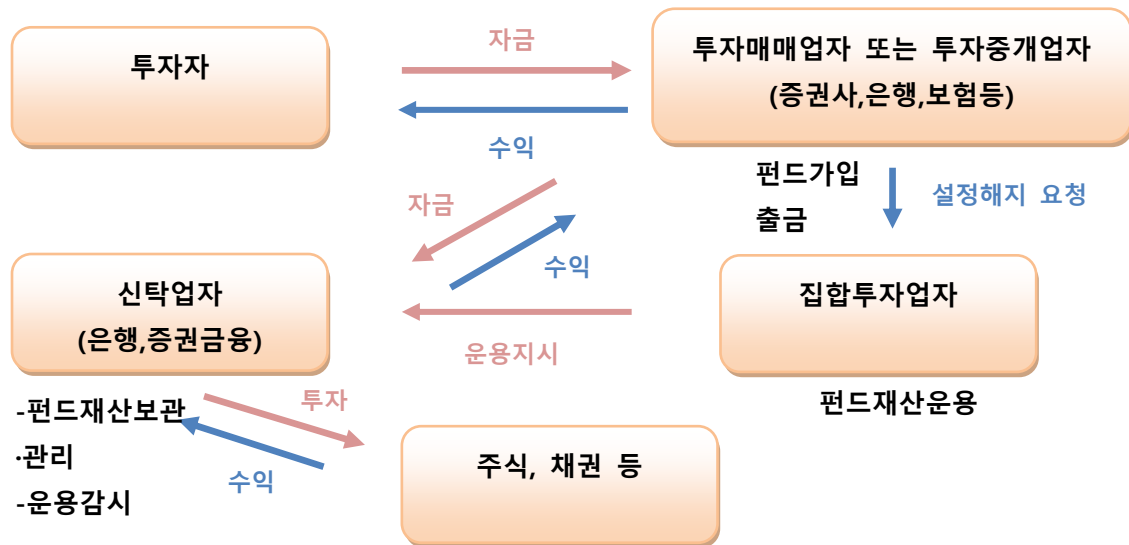 투자자
자금
수익
투자매매업자 또는 투자중개업자
(증권사,은행,보험등)
펀드가입
출금
설정해지 요청
자금
수익
신탁업자
(은행,증권금융)
운용지시
집합투자업자
펀드재산운용
-펀드재산보관
·관리
-운용감시
투자
수익
주식, 채권 등